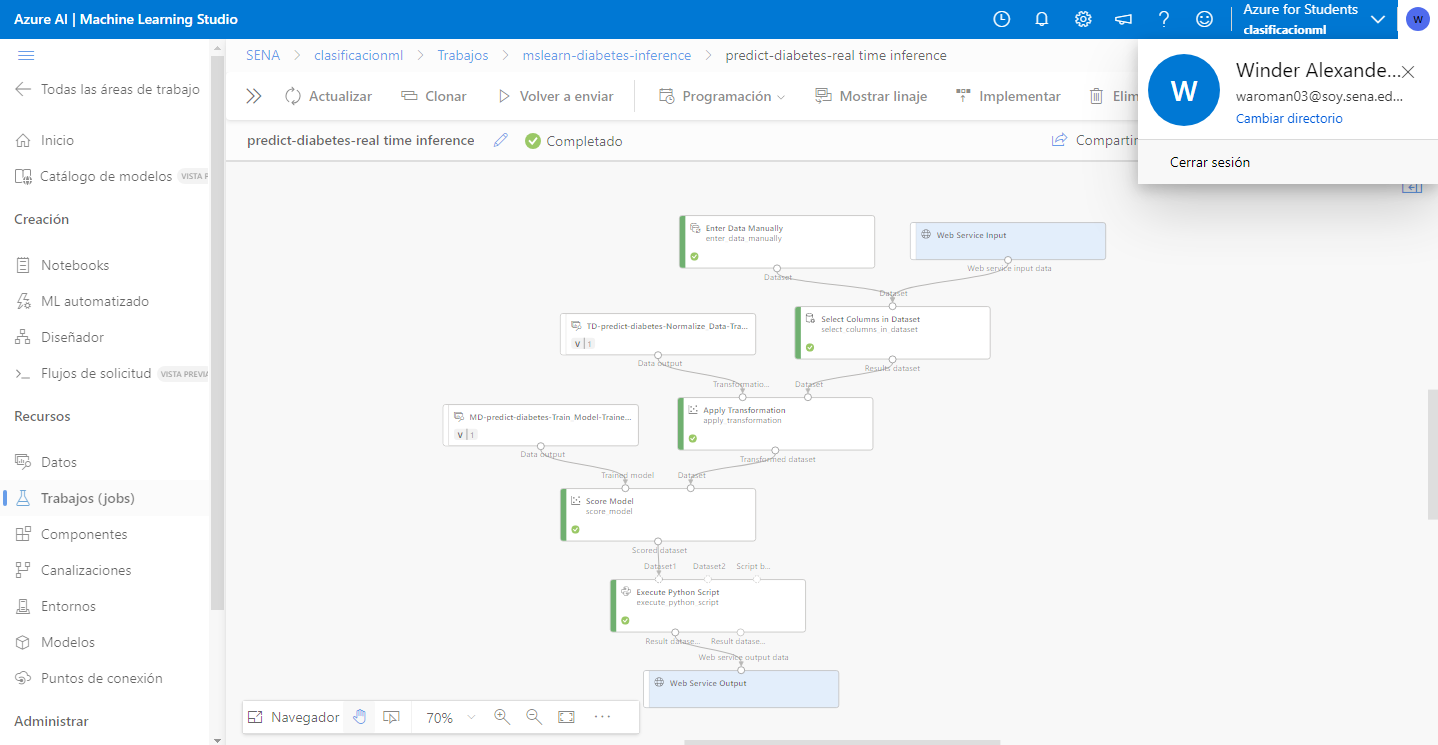 Azure AI | Machine Learning Studio
Azure for Students
clasificacionml
W
Todas las áreas de trabajo
Inicio
Catálogo de modelos
VISTA P
Creación
Notebooks
ML automatizado
Diseñador
Flujos de solicitud
VISTA PREVIA
Recursos
Datos
Trabajos (jobs)
Componentes
Canalizaciones
Entornos
Modelos
Puntos de conexión
Administrar
SENA > clasificacionml > Trabajos > mslearn-diabetes-inference > predict-diabetes-real time inference
Actualizar
Clonar
Volver a enviar
Programación
Mostrar linaje
Implementar
Elim
predict-diabetes-real time inference
Completado
Compartir
W
Winder Alexande...
waroman03@soy.sena.ed...
Cambiar directorio
Cerrar sesión
Enter Data Manually
enter data manually
Dataset
Web Service Input
Web service input data
Dataset
Select Columns in Dataset
select columns in dataset
Results dataset
TD-predict-diabetes-Normalize Data-Tra...
v | 1
Data output
Transformatio...
Dataset
Apply Transformation
apply transformation
Transformed dataset
MD-predict-diabetes-Train Model-Traine...
v | 1
Data output
Trained model
Dataset
Score Model
score model
Scored dataset
Dataset1
Dataset2
Script b...
Execute Python Script
execute python script
Result datase...
Result datase...
Web service output data
Web Service Output
Navegador
70%